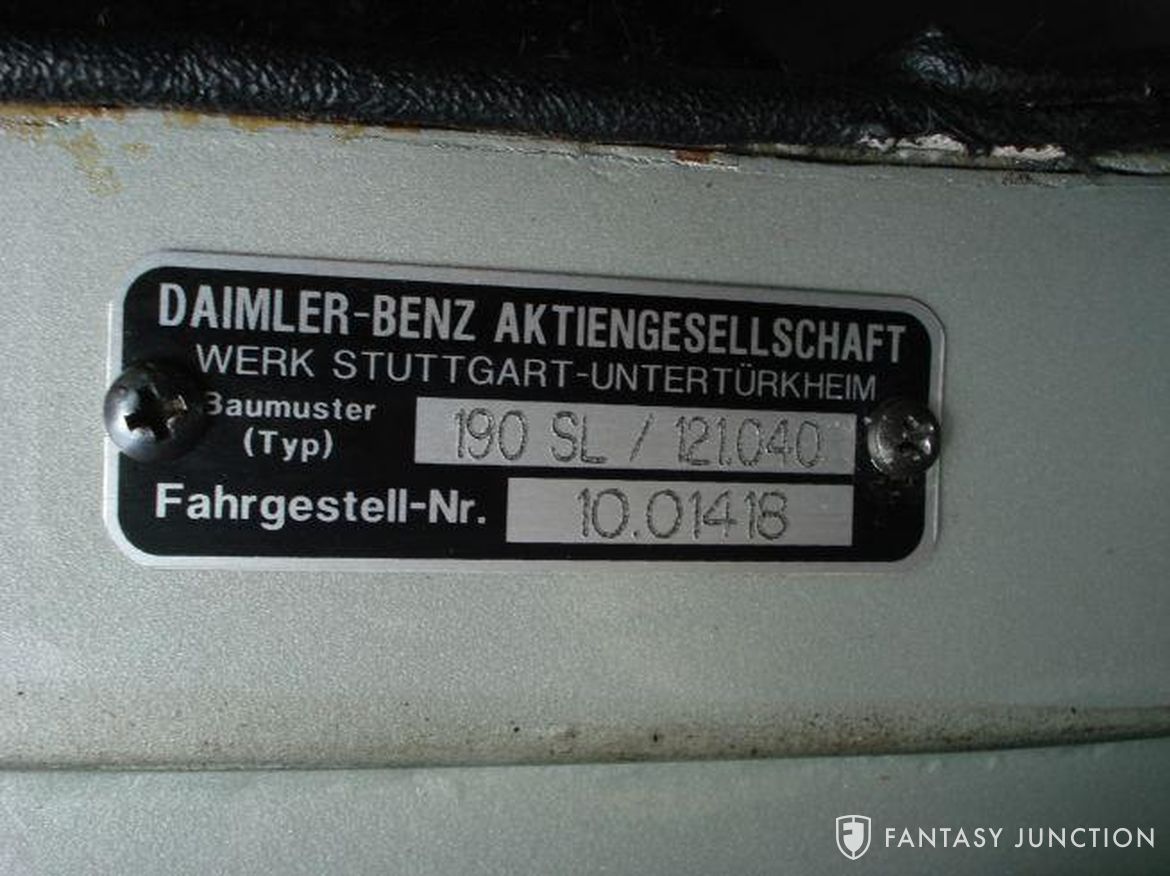 DAIMLER-BENZ AKTIENGESELLSCHAFT
WERK STUTTGART-UNTERTÜRKHEIM
Baumuster
(Typ)
190 SL / 121.040
Fahrgestell-Nr. 10.01418
FANTASY JUNCTION